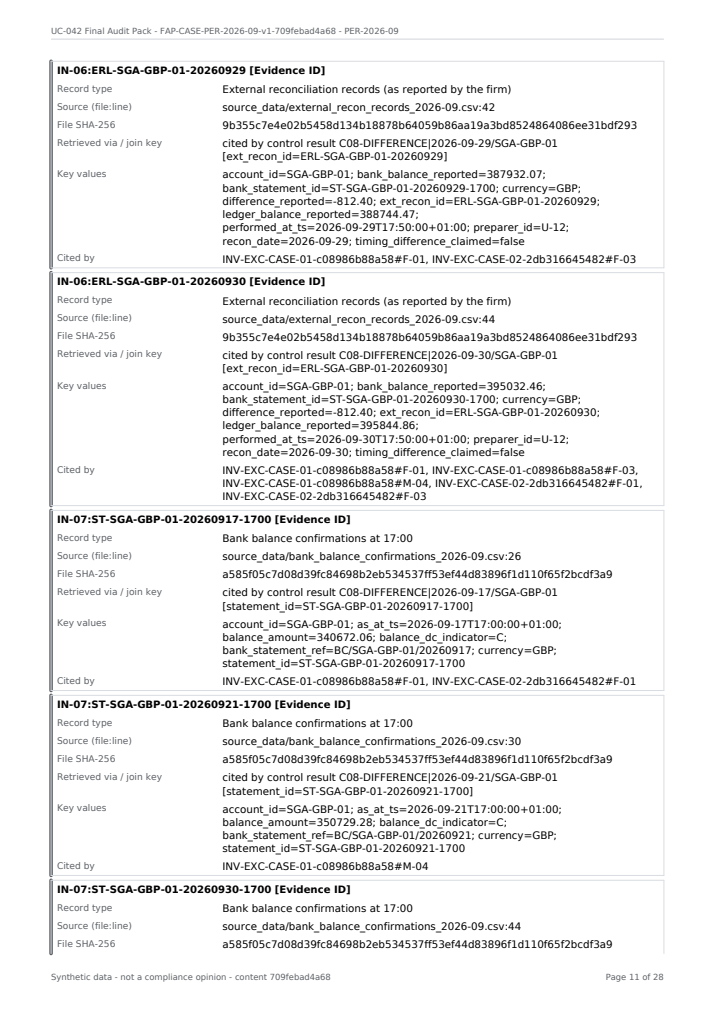 UC-042 Final Audit Pack - FAP-CASE-PER-2026-09-v1-709febad4a68 - PER-2026-09
IN-06:ERL-SGA-GBP-01-20260929 [Evidence ID]
Record type External reconciliation records (as reported by the firm)
Source (file:line) source_data/external_recon_records_2026-09.csv:42
File SHA-256 9b355c7e4e02b5458d134b18878b64059b86aa19a3bd8524864086ee31bdf293
Retrieved via / join key cited by control result C08-DIFFERENCE|2026-09-29/SGA-GBP-01
[ext_recon_id=ERL-SGA-GBP-01-20260929]
Key values account_id=SGA-GBP-01; bank_balance_reported=387932.07;
bank_statement_id=ST-SGA-GBP-01-20260929-1700; currency=GBP;
difference_reported=-812.40; ext_recon_id=ERL-SGA-GBP-01-20260929;
ledger_balance_reported=388744.47;
performed_at_ts=2026-09-29T17:50:00+01:00; preparer_id=U-12;
recon_date=2026-09-29; timing_difference_claimed=false
Cited by INV-EXC-CASE-01-c08986b88a58#F-01, INV-EXC-CASE-02-2db316645482#F-03
IN-06:ERL-SGA-GBP-01-20260930 [Evidence ID]
Record type External reconciliation records (as reported by the firm)
Source (file:line) source_data/external_recon_records_2026-09.csv:44
File SHA-256 9b355c7e4e02b5458d134b18878b64059b86aa19a3bd8524864086ee31bdf293
Retrieved via / join key cited by control result C08-DIFFERENCE|2026-09-30/SGA-GBP-01
[ext_recon_id=ERL-SGA-GBP-01-20260930]
Key values account_id=SGA-GBP-01; bank_balance_reported=395032.46;
bank_statement_id=ST-SGA-GBP-01-20260930-1700; currency=GBP;
difference_reported=-812.40; ext_recon_id=ERL-SGA-GBP-01-20260930;
ledger_balance_reported=395844.86;
performed_at_ts=2026-09-30T17:50:00+01:00; preparer_id=U-12;
recon_date=2026-09-30; timing_difference_claimed=false
Cited by INV-EXC-CASE-01-c08986b88a58#F-01, INV-EXC-CASE-01-c08986b88a58#F-03,
INV-EXC-CASE-01-c08986b88a58#M-04, INV-EXC-CASE-02-2db316645482#F-01,
INV-EXC-CASE-02-2db316645482#F-03
IN-07:ST-SGA-GBP-01-20260917-1700 [Evidence ID]
Record type Bank balance confirmations at 17:00
Source (file:line) source_data/bank_balance_confirmations_2026-09.csv:26
File SHA-256 a585f05c7d08d39fc84698b2eb534537ff53ef44d83896f1d110f65f2bcdf3a9
Retrieved via / join key cited by control result C08-DIFFERENCE|2026-09-17/SGA-GBP-01
[statement_id=ST-SGA-GBP-01-20260917-1700]
Key values account_id=SGA-GBP-01; as_at_ts=2026-09-17T17:00:00+01:00;
balance_amount=340672.06; balance_dc_indicator=C;
bank_statement_ref=BC/SGA-GBP-01/20260917; currency=GBP;
statement_id=ST-SGA-GBP-01-20260917-1700
Cited by INV-EXC-CASE-01-c08986b88a58#F-01, INV-EXC-CASE-02-2db316645482#F-01
IN-07:ST-SGA-GBP-01-20260921-1700 [Evidence ID]
Record type Bank balance confirmations at 17:00
Source (file:line) source_data/bank_balance_confirmations_2026-09.csv:30
File SHA-256 a585f05c7d08d39fc84698b2eb534537ff53ef44d83896f1d110f65f2bcdf3a9
Retrieved via / join key cited by control result C08-DIFFERENCE|2026-09-21/SGA-GBP-01
[statement_id=ST-SGA-GBP-01-20260921-1700]
Key values account_id=SGA-GBP-01; as_at_ts=2026-09-21T17:00:00+01:00;
balance_amount=350729.28; balance_dc_indicator=C;
bank_statement_ref=BC/SGA-GBP-01/20260921; currency=GBP;
statement_id=ST-SGA-GBP-01-20260921-1700
Cited by INV-EXC-CASE-01-c08986b88a58#M-04
IN-07:ST-SGA-GBP-01-20260930-1700 [Evidence ID]
Record type Bank balance confirmations at 17:00
Source (file:line) source_data/bank_balance_confirmations_2026-09.csv:44
File SHA-256 a585f05c7d08d39fc84698b2eb534537ff53ef44d83896f1d110f65f2bcdf3a9
Synthetic data - not a compliance opinion - content 709febad4a68 Page 11 of 28